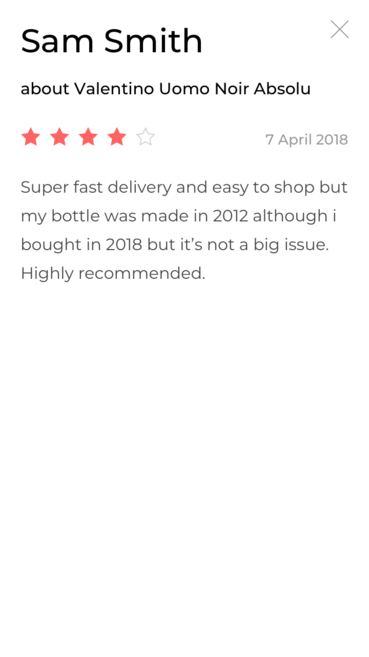 Sam Smith
about Valentino Uomo Noir Absolu
7 April 2018
Super fast delivery and easy to shop but
my bottle was made in 2012 although i
bought in 2018 but it’s not a big issue.
Highly recommended.